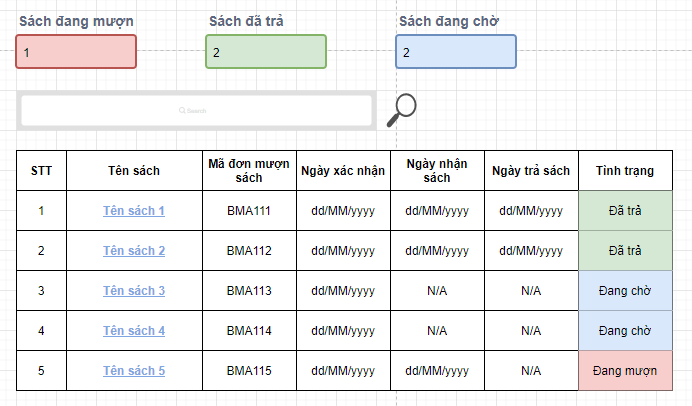 Sách đang mượn Sách đã trả Sách đang chờ
1 2 2
Search
STT Tên sách Mã đơn mượn sách Ngày xác nhận Ngày nhận sách Ngày trả sách Tình trạng
1 Tên sách 1 BMA111 dd/MM/yyyy dd/MM/yyyy dd/MM/yyyy Đã trả
2 Tên sách 2 BMA112 dd/MM/yyyy dd/MM/yyyy dd/MM/yyyy Đã trả
3 Tên sách 3 BMA113 dd/MM/yyyy N/A N/A Đang chờ
4 Tên sách 4 BMA114 dd/MM/yyyy N/A N/A Đang chờ
5 Tên sách 5 BMA115 dd/MM/yyyy dd/MM/yyyy N/A Đang mượn